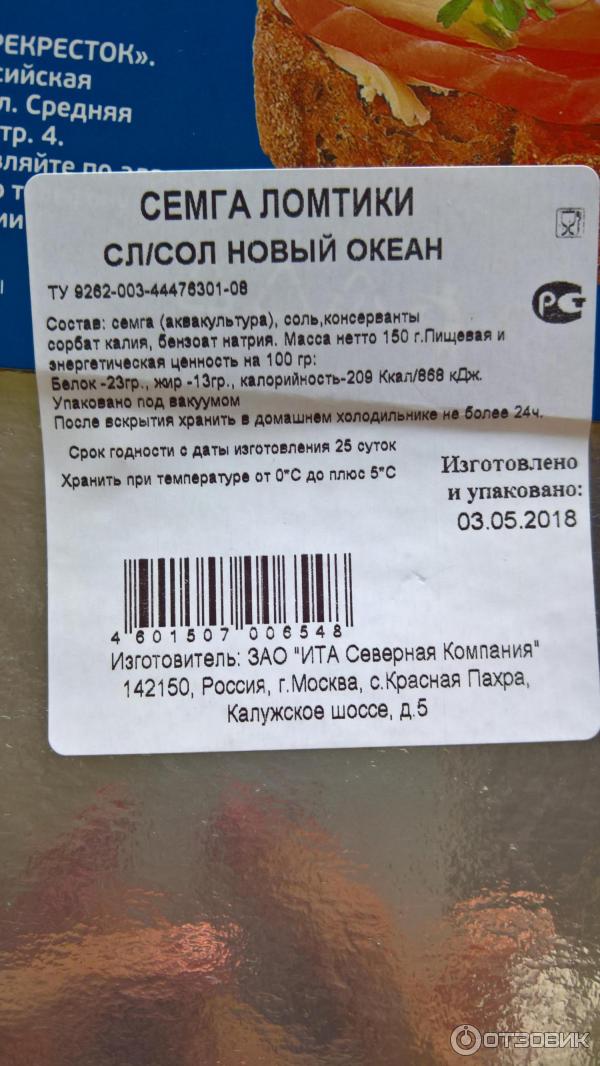 РЕКРЕСТОК».
сийская
л. Средняя
тр. 4.
вляйте по
СЕМГА ЛОМТИКИ
СЛ/СОЛ НОВЫЙ ОКЕАН
ТУ 9262-003-44476301-08
Состав: семга (аквакультура), соль,консерванты
сорбат калия, бензоат натрия. Масса нетто 150 г.Пищевая и
энергетическая ценность на 100 гр:
Белок -23гр., жир -13гр., калорийность-209 Ккал/868 кДж.
Упаковано под вакуумом
После вскрытия хранить в домашнем холодильнике не более 24ч.
Срок годности с даты изготовления 25 суток
Хранить при температуре от 0°С до плюс 5°С
Изготовлено
и упаковано:
03.05.2018
4 601507 006548
Изготовитель: ЗАО "ИТА Северная Компания"
142150, Россия, г.Москва, с.Красная Пахра,
Калужское шоссе, д.5
ОТЗОВИК